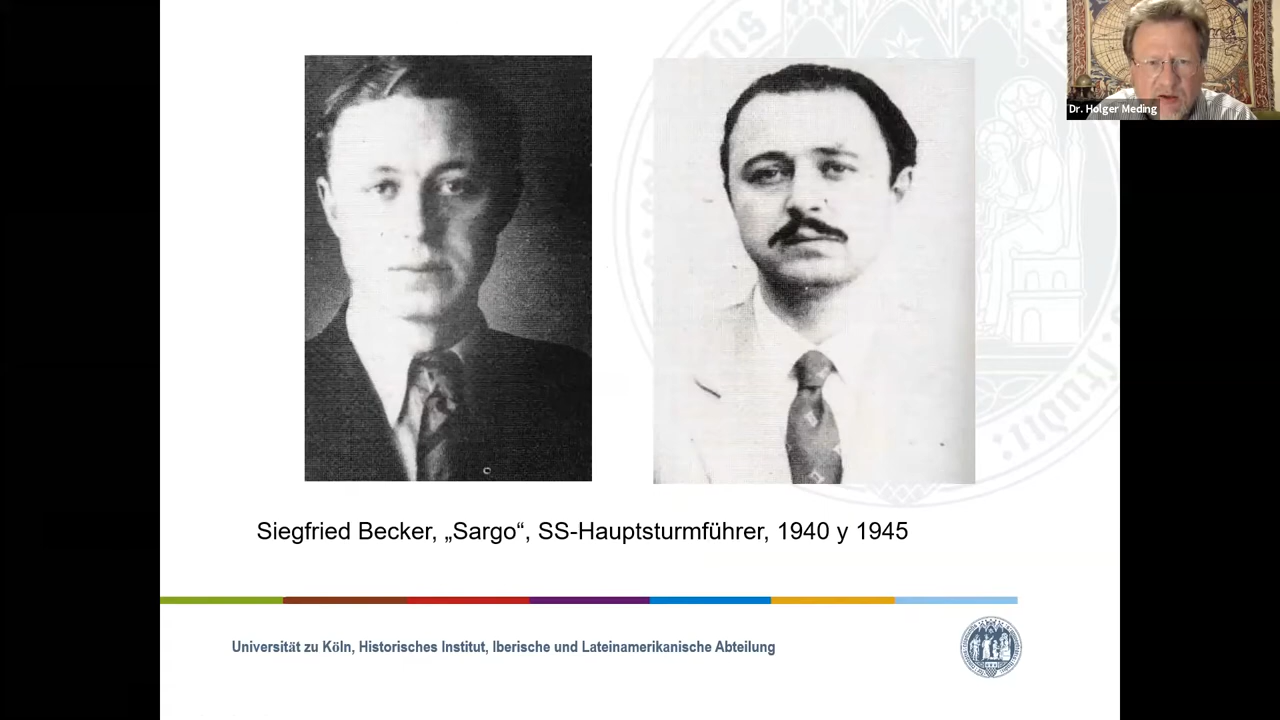 Dr. Holger Meding
Siegfried Becker, „Sargo“, SS-Hauptsturmführer, 1940 y 1945
Universität zu Köln, Historisches Institut, Iberische und Lateinamerikanische Abteilung